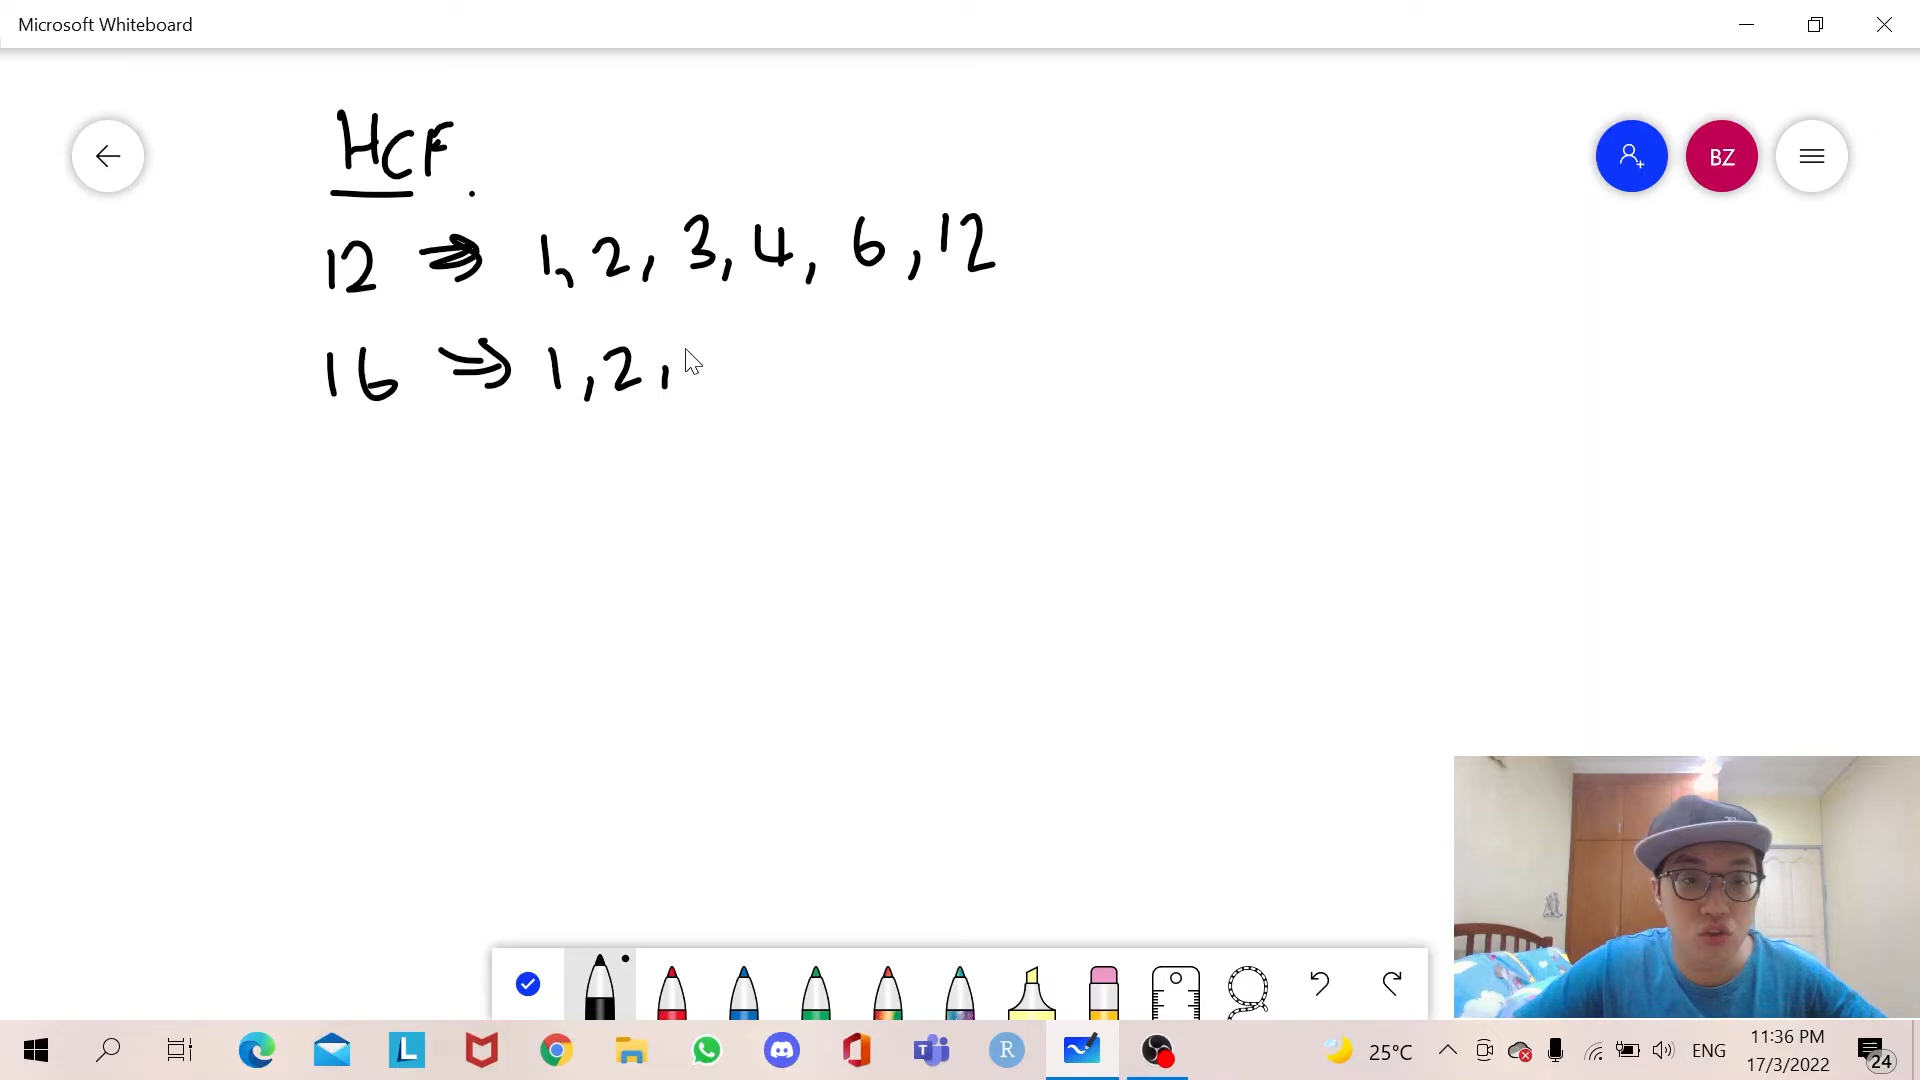 Microsoft Whiteboard
HCF.
BZ
12 ⇒ 1, 2, 3, 4, 6, 12
16 ⇒ 1, 2,
25°C
ENG
11:36 PM
17/3/2022
24